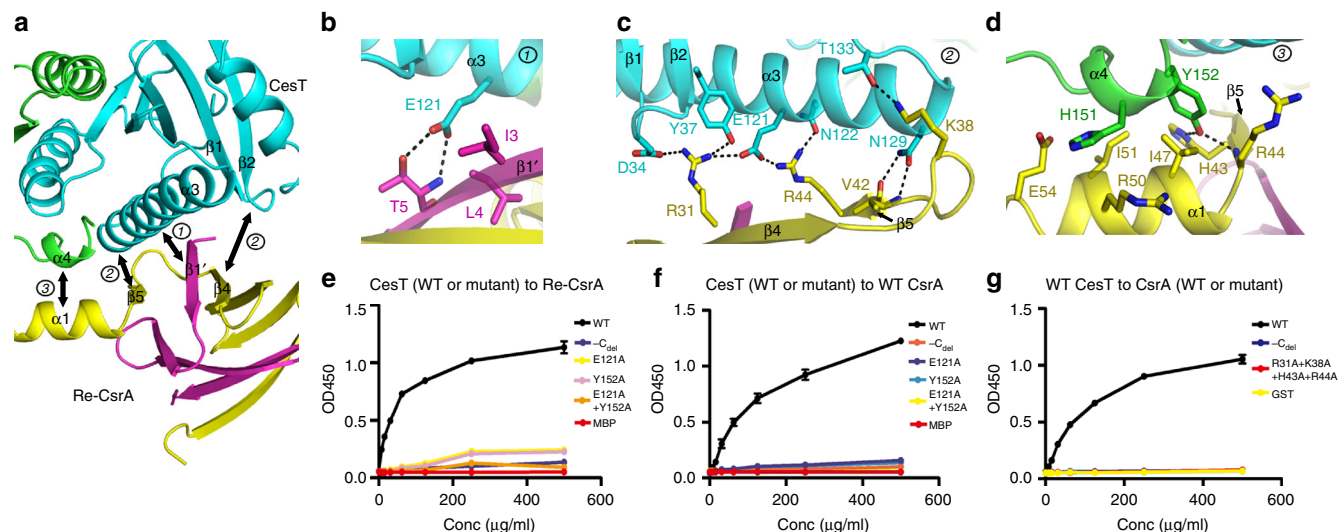 a
CesT
β1
β2
α3
α4
①
②
②
③
β1′
β5
β4
α1
Re-CsrA
b
①
α3
E121
I3
β1′
T5
L4
c
②
T133
β1
β2
α3
Y37
E121
N122
K38
N129
D34
V42
R44
R31
β5
β4
d
③
α4
Y152
β5
H151
I51
I47
R44
H43
E54
R50
α1
e
CesT (WT or mutant) to Re-CsrA
OD450
1.5
1.0
0.5
0.0
0 200 400 600
Conc (μg/ml)
WT
–Cdel
E121A
Y152A
E121A
+Y152A
MBP
f
CesT (WT or mutant) to WT CsrA
OD450
1.5
1.0
0.5
0.0
0 200 400 600
Conc (μg/ml)
WT
–Cdel
E121A
Y152A
E121A
+Y152A
MBP
g
WT CesT to CsrA (WT or mutant)
OD450
1.5
1.0
0.5
0.0
0 200 400 600
Conc (μg/ml)
WT
–Cdel
R31A+K38A
+H43A+R44A
GST